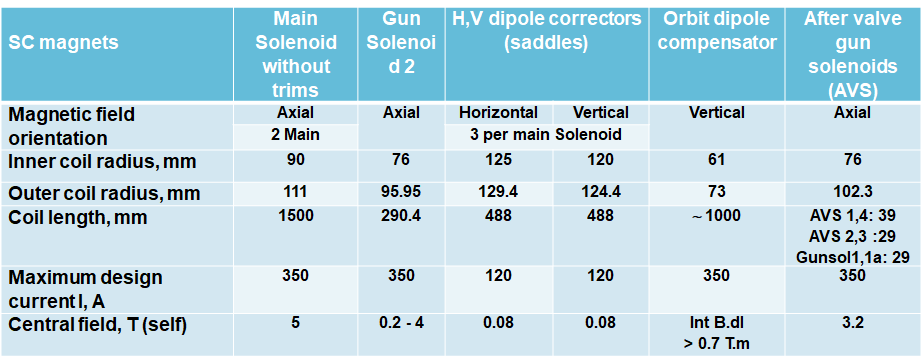 SC magnets
Main
Solenoid
without
trims
Gun
Solenoi
d 2
H,V dipole correctors
(saddles)
Orbit dipole
compensator
After valve
gun
solenoids
(AVS)
Magnetic field
orientation
Axial
Axial
Horizontal
Vertical
Vertical
Axial
2 Main
3 per main Solenoid
Inner coil radius, mm
90
76
125
120
61
76
Outer coil radius, mm
111
95.95
129.4
124.4
73
102.3
Coil length, mm
1500
290.4
488
488
~ 1000
AVS 1,4: 39
AVS 2,3 :29
Gunsol1,1a: 29
Maximum design
current I, A
350
350
120
120
350
350
Central field, T (self)
5
0.2 - 4
0.08
0.08
Int B.dl
> 0.7 T.m
3.2